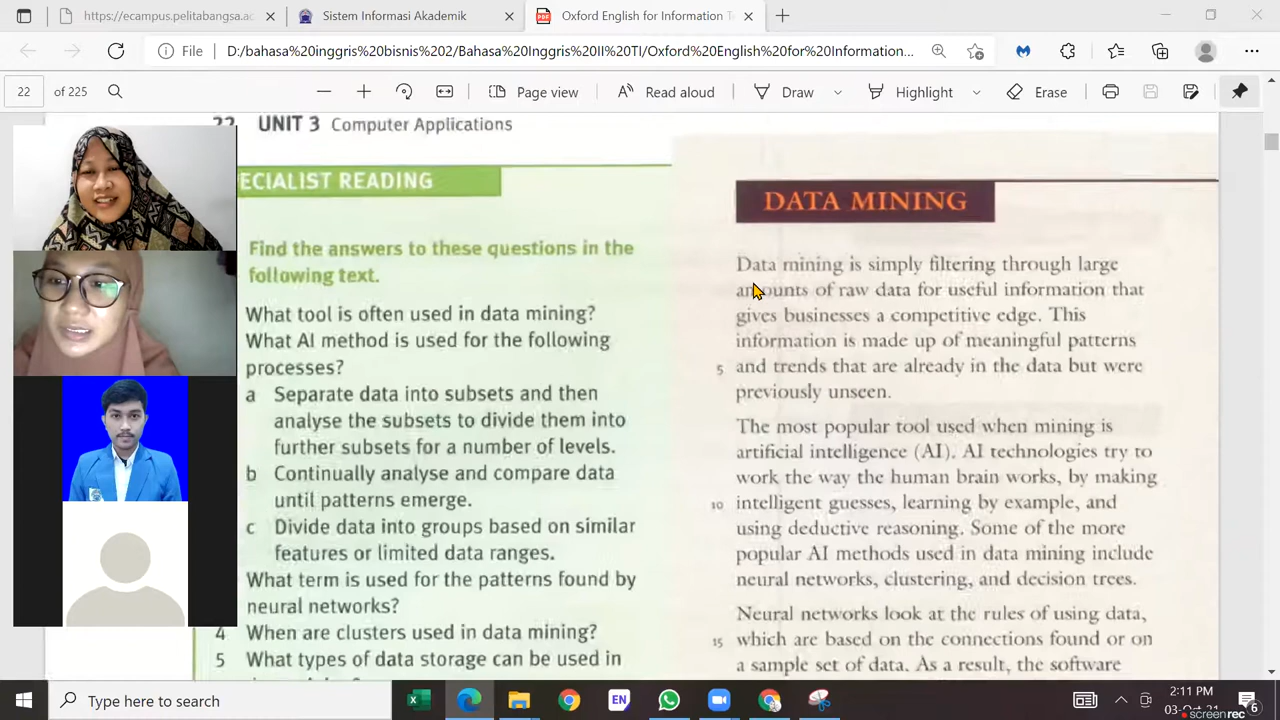 https://ecampus.pelitabangsa.ac
Sistem Informasi Akademik
Oxford English for Information T
File
D:/bahasa%20inggris%20bisnis%202/Bahasa%20Inggris%20II%20TI/Oxford%20English%20for%20Information...
22 of 225
Page view
Read aloud
Draw
Highlight
Erase
22 UNIT 3 Computer Applications
ECIALIST READING
Find the answers to these questions in the
following text.
What tool is often used in data mining?
What AI method is used for the following
processes?
a Separate data into subsets and then
analyse the subsets to divide them into
further subsets for a number of levels.
b Continually analyse and compare data
until patterns emerge.
c Divide data into groups based on similar
features or limited data ranges.
What term is used for the patterns found by
neural networks?
4 When are clusters used in data mining?
5 What types of data storage can be used in
DATA MINING
Data mining is simply filtering through large
amounts of raw data for useful information that
gives businesses a competitive edge. This
information is made up of meaningful patterns
5 and trends that are already in the data but were
previously unseen.
The most popular tool used when mining is
artificial intelligence (AI). AI technologies try to
work the way the human brain works, by making
10 intelligent guesses, learning by example, and
using deductive reasoning. Some of the more
popular AI methods used in data mining include
neural networks, clustering, and decision trees.
Neural networks look at the rules of using data,
15 which are based on the connections found or on
a sample set of data. As a result, the software
Type here to search
EN
2:11 PM
03-Oct-21
6
screenrec